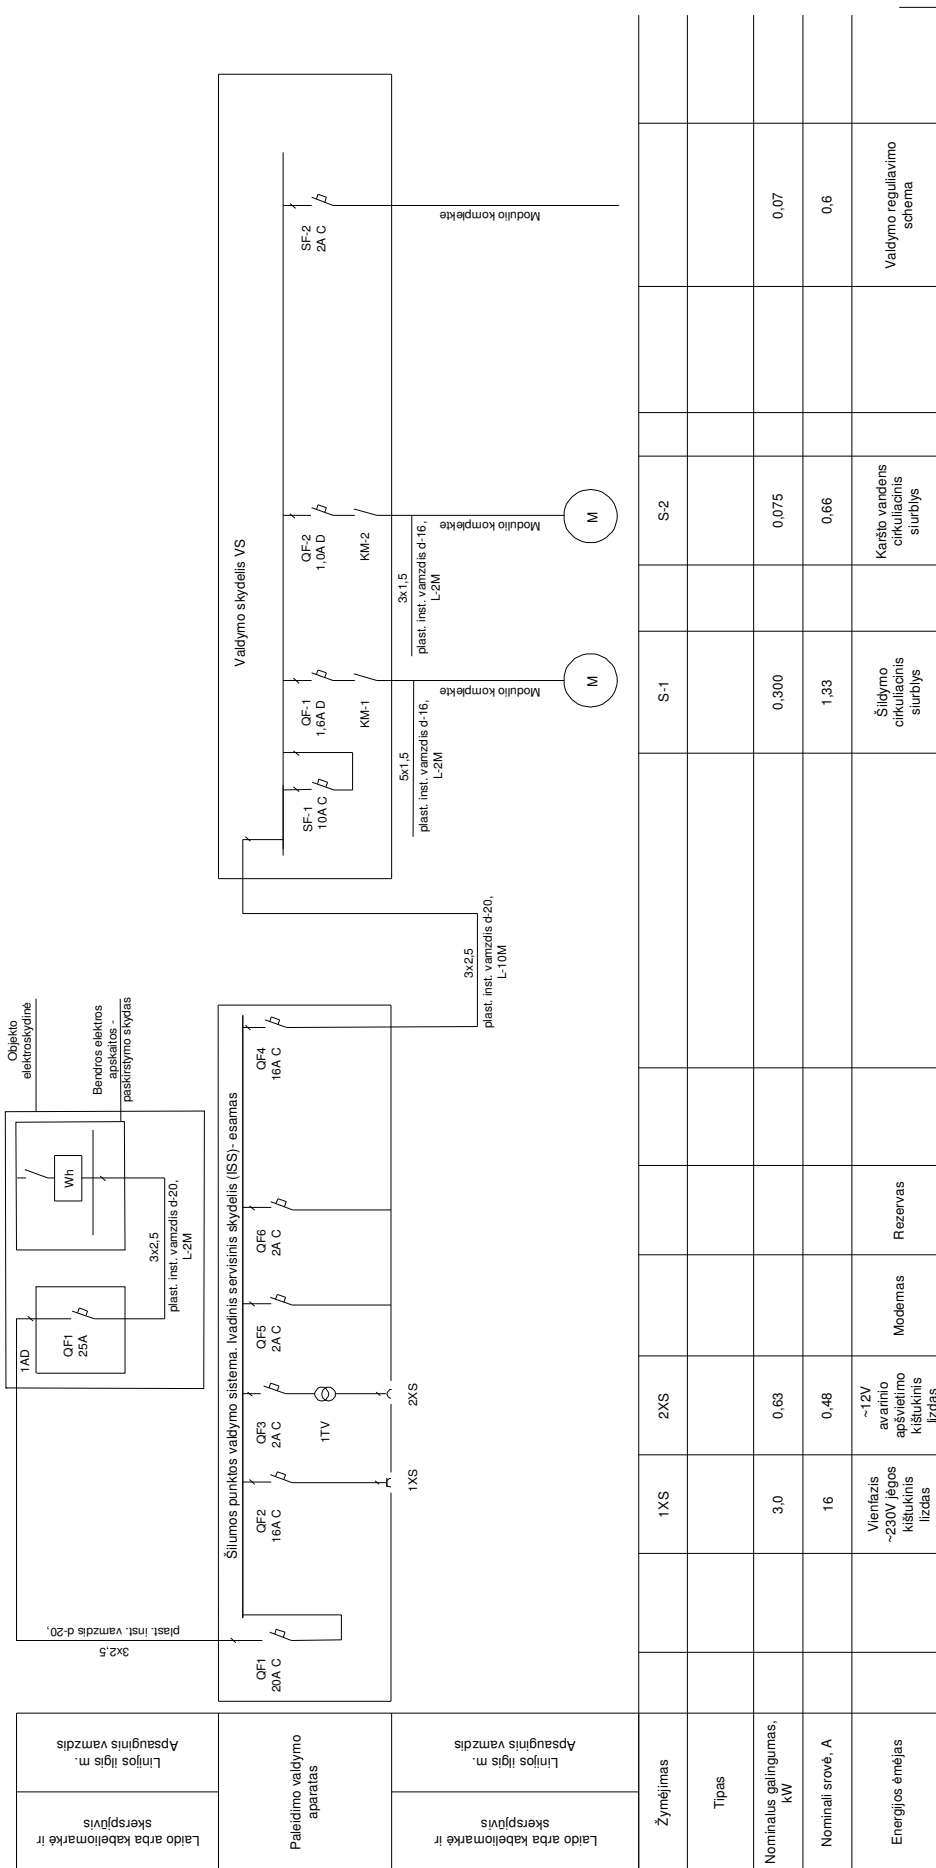 Objekto
elektroskydinė
Bendros elektros
apskaitos -
paskirstymo skydas
Wh
3x2,5
plast. inst. vamzdis d-20,
L-2M
1AD
QF1
25A
3x2,5
plast. inst. vamzdis d-20,
Šilumos punktos valdymo sistema. Ivadinis servisinis skydelis (ISS)- esamas
QF1
20A C
QF2
16A C
1XS
QF3
2A C
1TV
2XS
QF5
2A C
QF6
2A C
QF4
16A C
3x2,5
plast. inst. vamzdis d-20,
L-10M
Valdymo skydelis VS
SF-1
10A C
QF-1
1,6A D
KM-1
5x1,5
plast. inst. vamzdis d-16,
L-2M
Modulio komplekte
M
QF-2
1,0A D
KM-2
3x1,5
plast. inst. vamzdis d-16,
L-2M
Modulio komplekte
M
SF-2
2A C
Modulio komplekte
Laido arba kabeliomarkė ir
skerspjūvis
Linijos ilgis m.
Apsauginis vamzdis
Paleidimo valdymo
aparatas
Laido arba kabeliomarkė ir
skerspjūvis
Linijos ilgis m.
Apsauginis vamzdis
Žymėjimas
1XS
2XS
S-1
S-2
Tipas
Nominalus galingumas,
kW
3,0
0,63
0,300
0,075
0,07
Nominali srovė, A
16
0,48
1,33
0,66
0,6
Energijos ėmėjas
Vienfazis
~230V jėgos
kištukinis
lizdas
~12V
avarinio
apšvietimo
kištukinis
lizdas
Modemas
Rezervas
Šildymo
cirkuliacinis
siurblys
Karšto vandens
cirkuliacinis
siurblys
Valdymo reguliavimo
schema